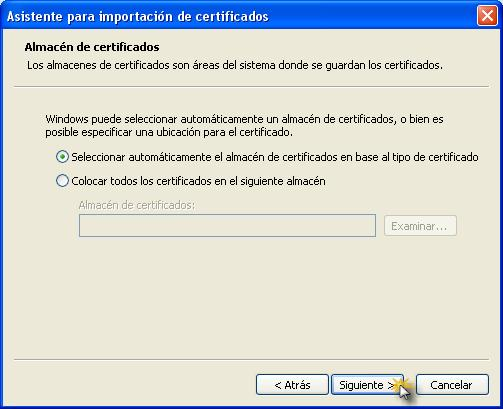 Asistente para importación de certificados
Almacén de certificados
Los almacenes de certificados son áreas del sistema donde se guardan los certificados.
Windows puede seleccionar automáticamente un almacén de certificados, o bien es
posible especificar una ubicación para el certificado.
Seleccionar automáticamente el almacén de certificados en base al tipo de certificado
Colocar todos los certificados en el siguiente almacén
Almacén de certificados:
Examinar...
< Atrás Siguiente > Cancelar